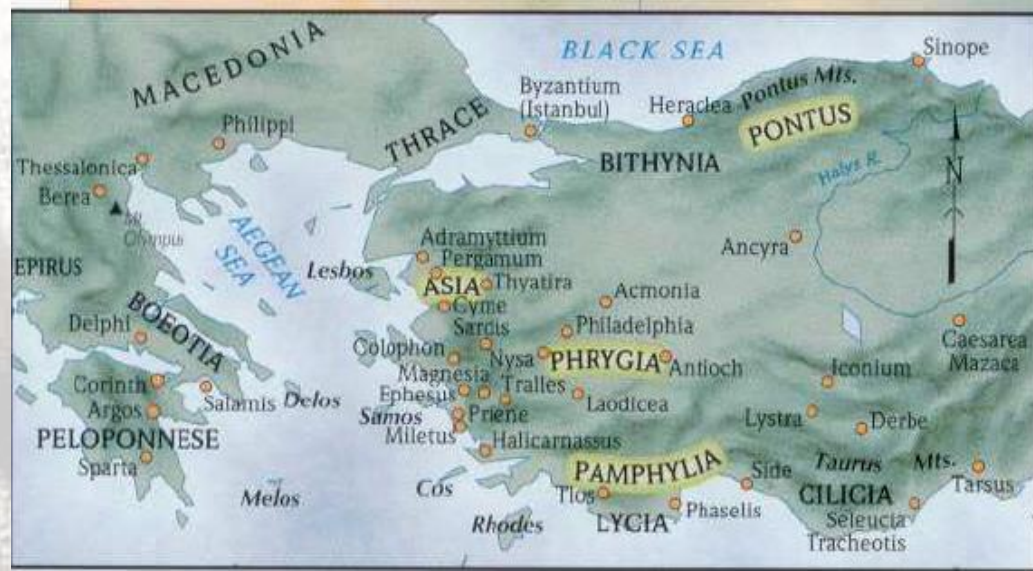 BLACK SEA
Sinope
MACEDONIA
Pontus Mts.
Byzantium
(Istanbul)
Heraclea
PONTUS
Philippi
THRACE
BITHYNIA
Thessalonica
Halys R.
N
Berea
Mt.
Olympus
AEGEAN
SEA
Ancyra
Adramyttium
EPIRUS
Lesbos
Pergamum
ASIA
Thyatira
Acmonia
BOEOTIA
Cyme
Delphi
Sardis
Philadelphia
Caesarea
Mazaca
Colophon
Nysa
PHRYGIA
Antioch
Iconium
Corinth
Magnesia
Tralles
Ephesus
Laodicea
Argos
Salamis
Delos
Samos
Priene
Lystra
Derbe
PELOPONNESE
Miletus
Halicarnassus
Sparta
PAMPHYLIA
Side
Taurus Mts.
Tarsus
Melos
Cos
Tlos
CILICIA
Rhodes
LYCIA
Phaselis
Seleucia
Tracheotis